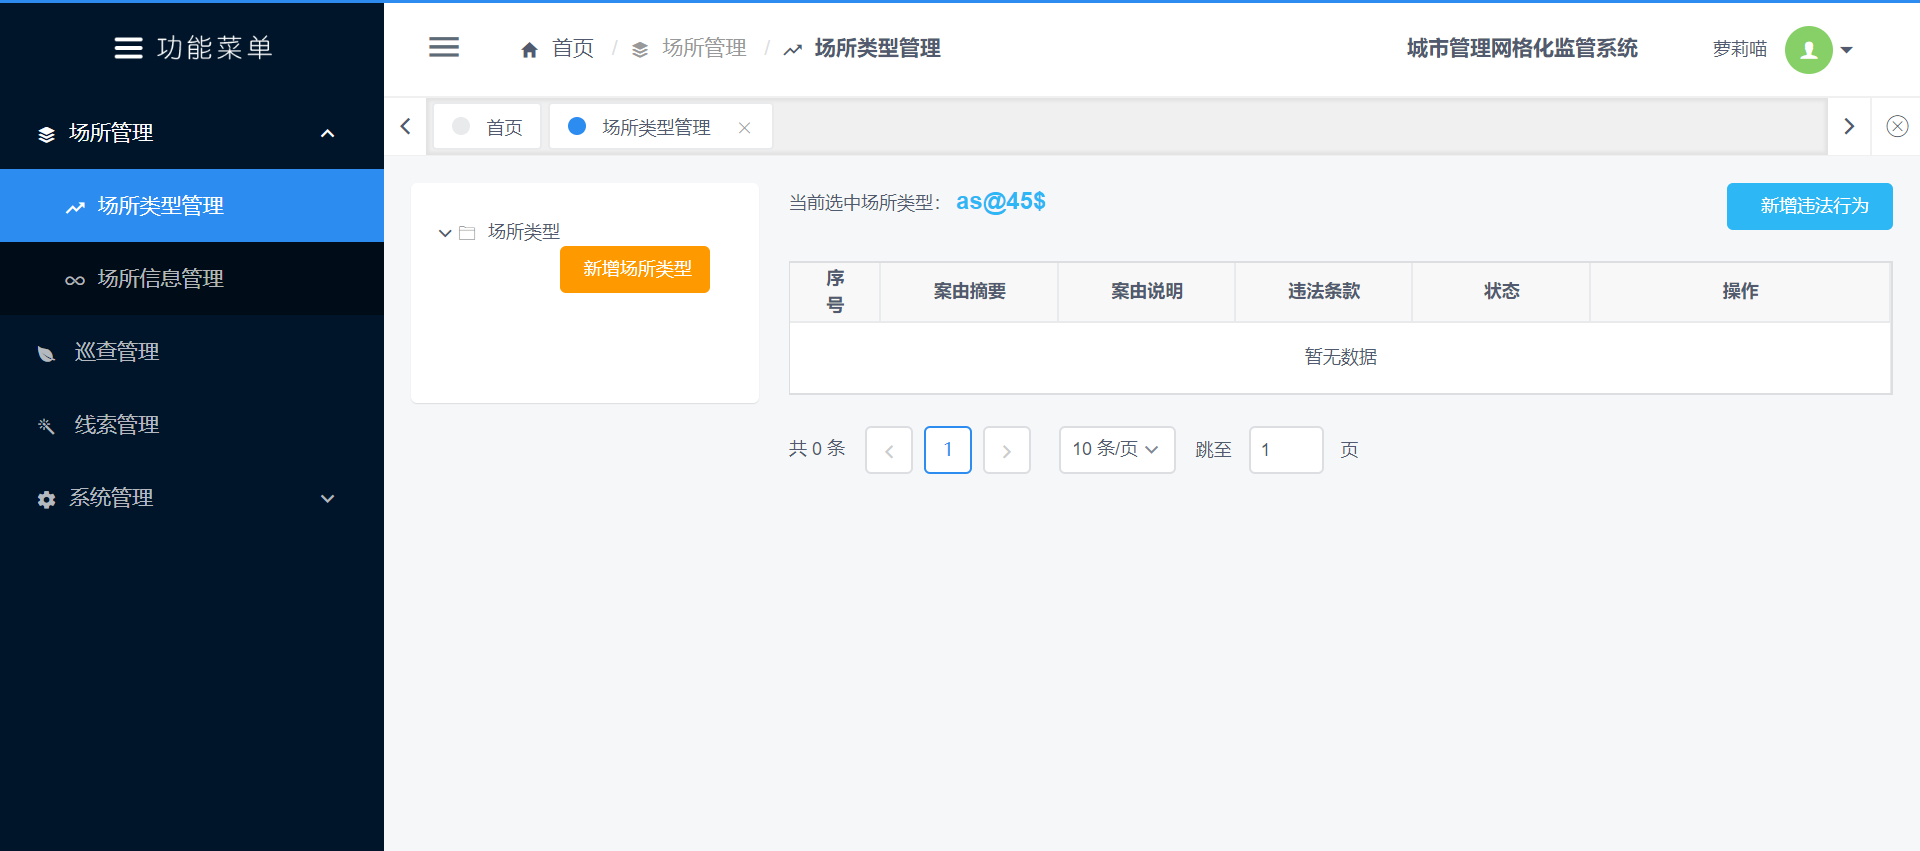 功能菜单
场所管理
场所类型管理
场所信息管理
巡查管理
线索管理
系统管理
首页 / 场所管理 / 场所类型管理
城市管理网格化监管系统
萝莉喵
首页
场所类型管理
场所类型
新增场所类型
当前选中场所类型: as@45$
新增违法行为
序号 案由摘要 案由说明 违法条款 状态 操作
暂无数据
共 0 条 1 10 条/页 跳至 1 页